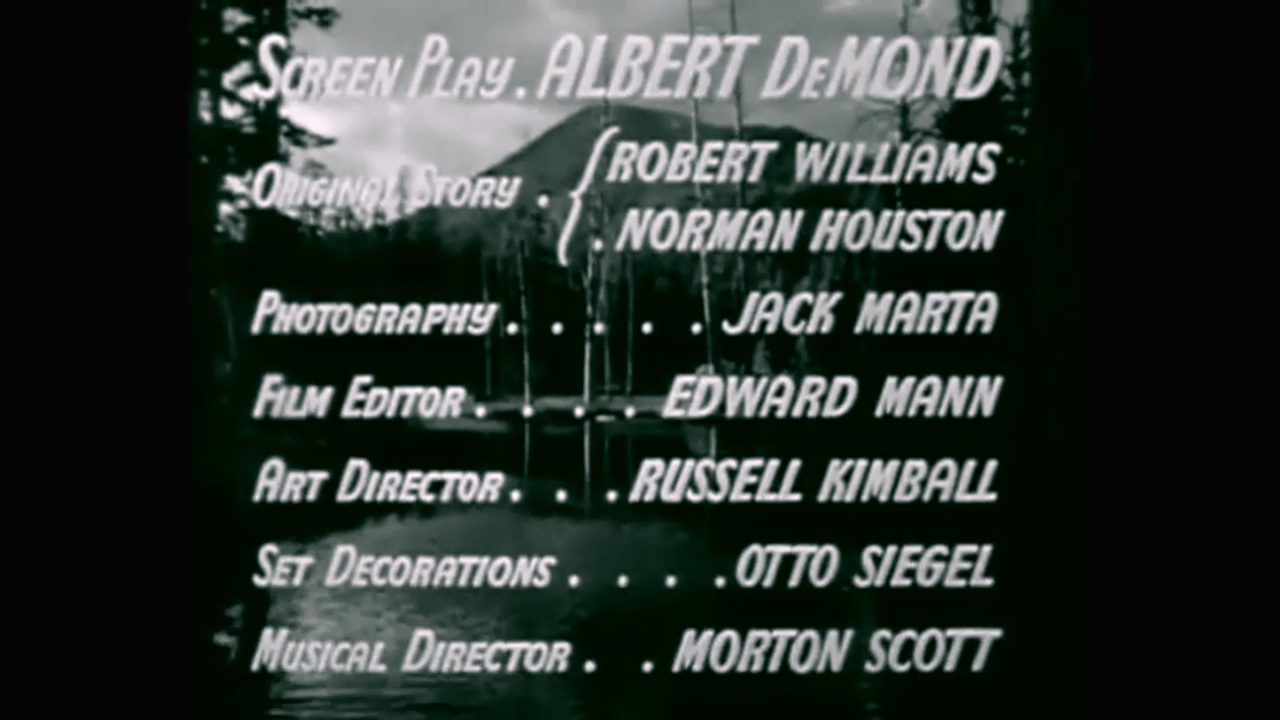 SCREEN PLAY. ALBERT DEMOND
ORIGINAL STORY . { ROBERT WILLIAMS
. NORMAN HOUSTON
PHOTOGRAPHY . . . . . JACK MARTA
FILM EDITOR . . . . EDWARD MANN
ART DIRECTOR . . . RUSSELL KIMBALL
SET DECORATIONS . . . . OTTO SIEGEL
MUSICAL DIRECTOR . . MORTON SCOTT